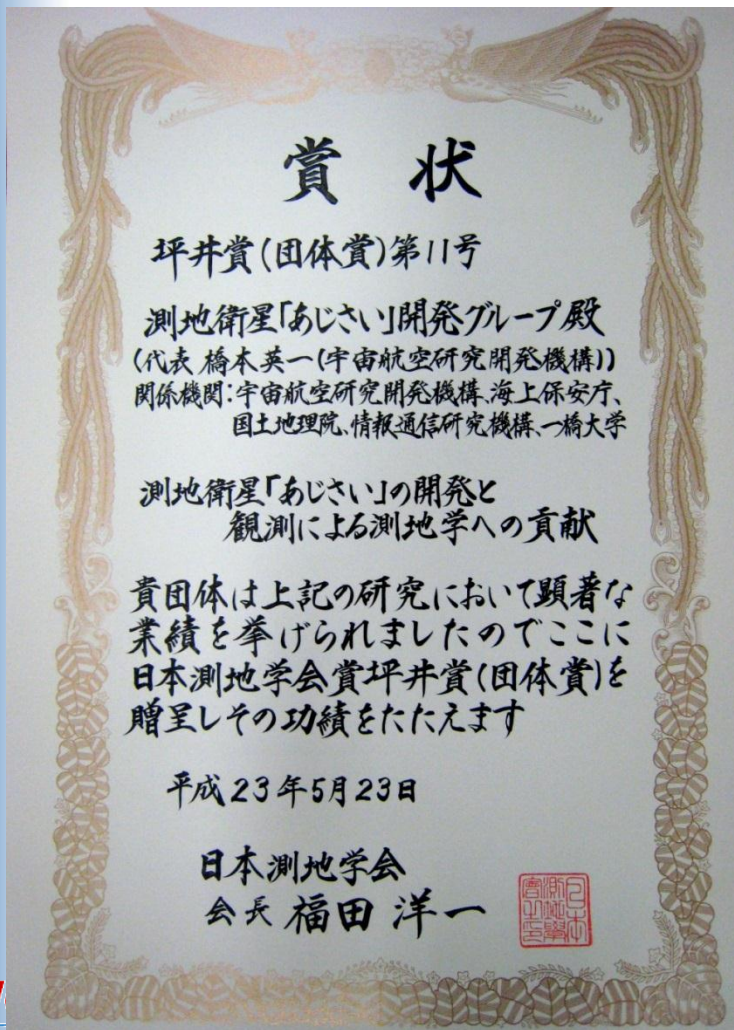 賞状
坪井賞(団体賞)第11号
測地衛星「あじさい」開発グループ殿
(代表 橋本英一(宇宙航空研究開発機構))
関係機関:宇宙航空研究開発機構、海上保安庁、
国土地理院、情報通信研究機構、一橋大学
測地衛星「あじさい」の開発と
観測による測地学への貢献
貴団体は上記の研究において顕著な
業績を挙げられましたのでここに
日本測地学会賞坪井賞(団体賞)を
贈呈しその功績をたたえます
平成23年5月23日
日本測地学会
会長 福田洋一